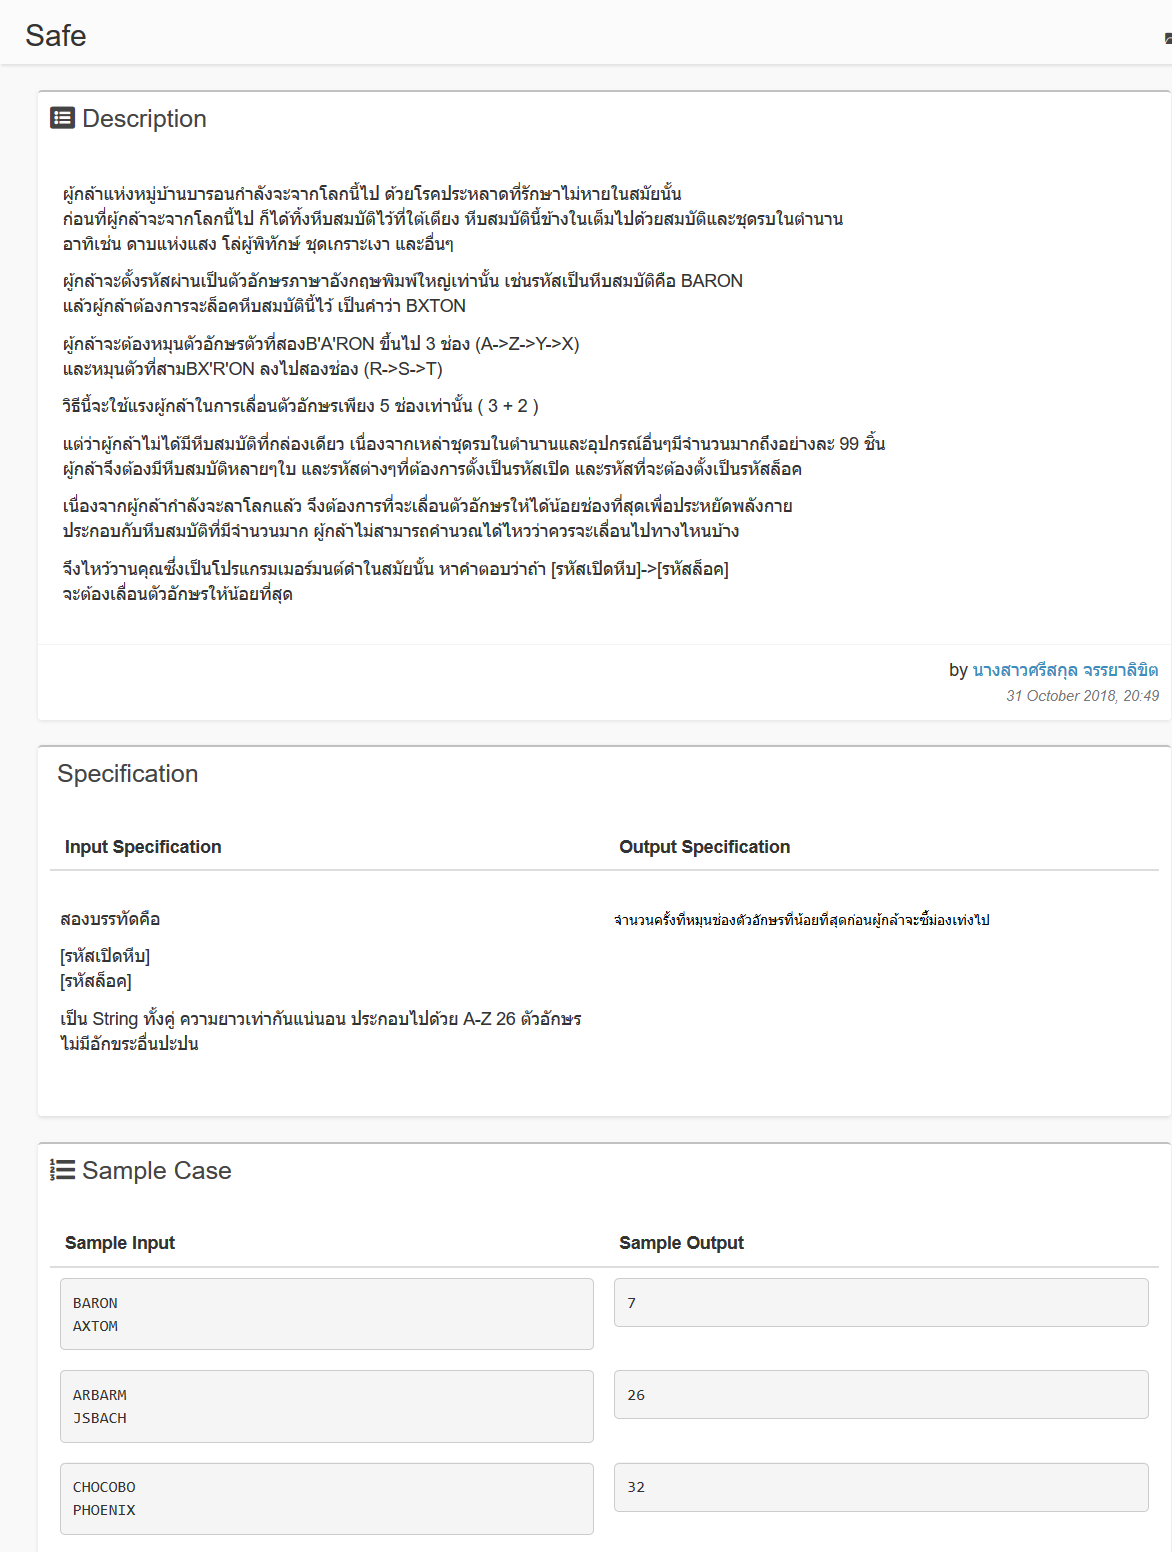 Safe
Description
ผู้กล้าแห่งหมู่บ้านบารอนกำลังจะจากโลกนี้ไป ด้วยโรคประหลาดที่รักษาไม่หายในสมัยนั้น
ก่อนที่ผู้กล้าจะจากโลกนี้ไป ก็ได้ทิ้งหีบสมบัติไว้ที่ใต้เตียง หีบสมบัตินี้ข้างในเต็มไปด้วยสมบัติและชุดรบในตำนาน
อาทิเช่น ดาบแห่งแสง โล่ผู้พิทักษ์ ชุดเกราะเงา และอื่นๆ
ผู้กล้าจะตั้งรหัสผ่านเป็นตัวอักษรภาษาอังกฤษพิมพ์ใหญ่เท่านั้น เช่นรหัสเป็นหีบสมบัติคือ BARON
แล้วผู้กล้าต้องการจะล็อคหีบสมบัตินี้ไว้ เป็นคำว่า BXTON
ผู้กล้าจะต้องหมุนตัวอักษรตัวที่สองB'A'RON ขึ้นไป 3 ช่อง (A->Z->Y->X)
และหมุนตัวที่สามBX'R'ON ลงไปสองช่อง (R->S->T)
วิธีนี้จะใช้แรงผู้กล้าในการเลื่อนตัวอักษรเพียง 5 ช่องเท่านั้น ( 3 + 2 )
แต่ว่าผู้กล้าไม่ได้มีหีบสมบัติที่กล่องเดียว เนื่องจากเหล่าชุดรบในตำนานและอุปกรณ์อื่นๆมีจำนวนมากถึงอย่างละ 99 ชิ้น
ผู้กล้าจึงต้องมีหีบสมบัติหลายๆใบ และรหัสต่างๆที่ต้องการตั้งเป็นรหัสเปิด และรหัสที่จะต้องตั้งเป็นรหัสล็อค
เนื่องจากผู้กล้ากำลังจะลาโลกแล้ว จึงต้องการที่จะเลื่อนตัวอักษรให้ได้น้อยช่องที่สุดเพื่อประหยัดพลังกาย
ประกอบกับหีบสมบัติที่มีจำนวนมาก ผู้กล้าไม่สามารถคำนวณได้ไหวว่าควรจะเลื่อนไปทางไหนบ้าง
จึงไหว้วานคุณซึ่งเป็นโปรแกรมเมอร์มนต์ดำในสมัยนั้น หาคำตอบว่าถ้า [รหัสเปิดหีบ]->[รหัสล็อค]
จะต้องเลื่อนตัวอักษรให้น้อยที่สุด
by นางสาวศรีสกุล จรรยาลิขิต
31 October 2018, 20:49
Specification
Input Specification
Output Specification
สองบรรทัดคือ
จำนวนครั้งที่หมุนช่องตัวอักษรที่น้อยที่สุดก่อนผู้กล้าจะซี้ม่องเท่งไป
[รหัสเปิดหีบ]
[รหัสล็อค]
เป็น String ทั้งคู่ ความยาวเท่ากันแน่นอน ประกอบไปด้วย A-Z 26 ตัวอักษร
ไม่มีอักขระอื่นปะปน
Sample Case
Sample Input
Sample Output
BARON
AXTOM
7
ARBARM
JSBACH
26
CHOCOBO
PHOENIX
32